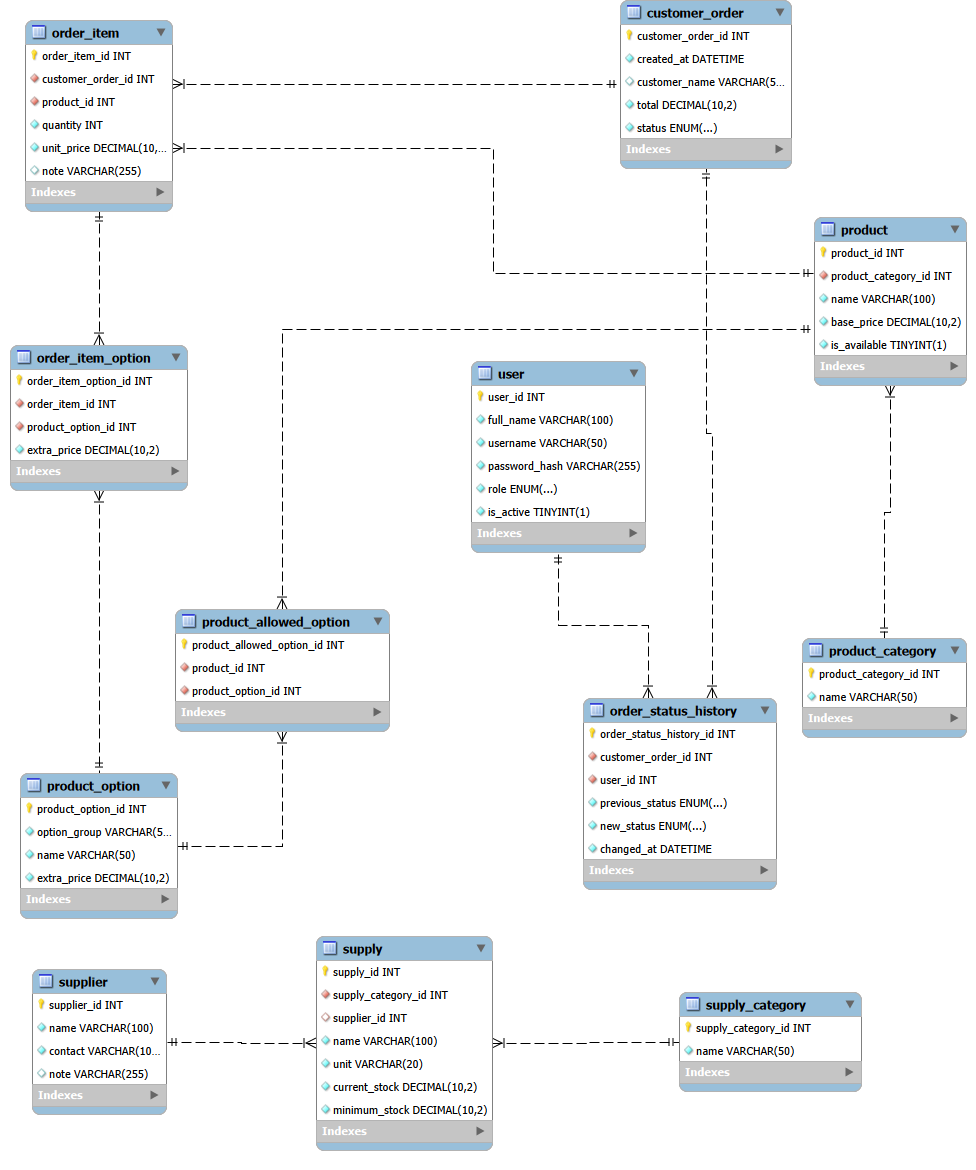 order_item
order_item_id INT
customer_order_id INT
product_id INT
quantity INT
unit_price DECIMAL(10,...
note VARCHAR(255)
Indexes
customer_order
customer_order_id INT
created_at DATETIME
customer_name VARCHAR(5...
total DECIMAL(10,2)
status ENUM(...)
Indexes
product
product_id INT
product_category_id INT
name VARCHAR(100)
base_price DECIMAL(10,2)
is_available TINYINT(1)
Indexes
order_item_option
order_item_option_id INT
order_item_id INT
product_option_id INT
extra_price DECIMAL(10,2)
Indexes
user
user_id INT
full_name VARCHAR(100)
username VARCHAR(50)
password_hash VARCHAR(255)
role ENUM(...)
is_active TINYINT(1)
Indexes
product_allowed_option
product_allowed_option_id INT
product_id INT
product_option_id INT
Indexes
product_category
product_category_id INT
name VARCHAR(50)
Indexes
order_status_history
order_status_history_id INT
customer_order_id INT
user_id INT
previous_status ENUM(...)
new_status ENUM(...)
changed_at DATETIME
Indexes
product_option
product_option_id INT
option_group VARCHAR(5...
name VARCHAR(50)
extra_price DECIMAL(10,2)
Indexes
supplier
supplier_id INT
name VARCHAR(100)
contact VARCHAR(10...
note VARCHAR(255)
Indexes
supply
supply_id INT
supply_category_id INT
supplier_id INT
name VARCHAR(100)
unit VARCHAR(20)
current_stock DECIMAL(10,2)
minimum_stock DECIMAL(10,2)
Indexes
supply_category
supply_category_id INT
name VARCHAR(50)
Indexes